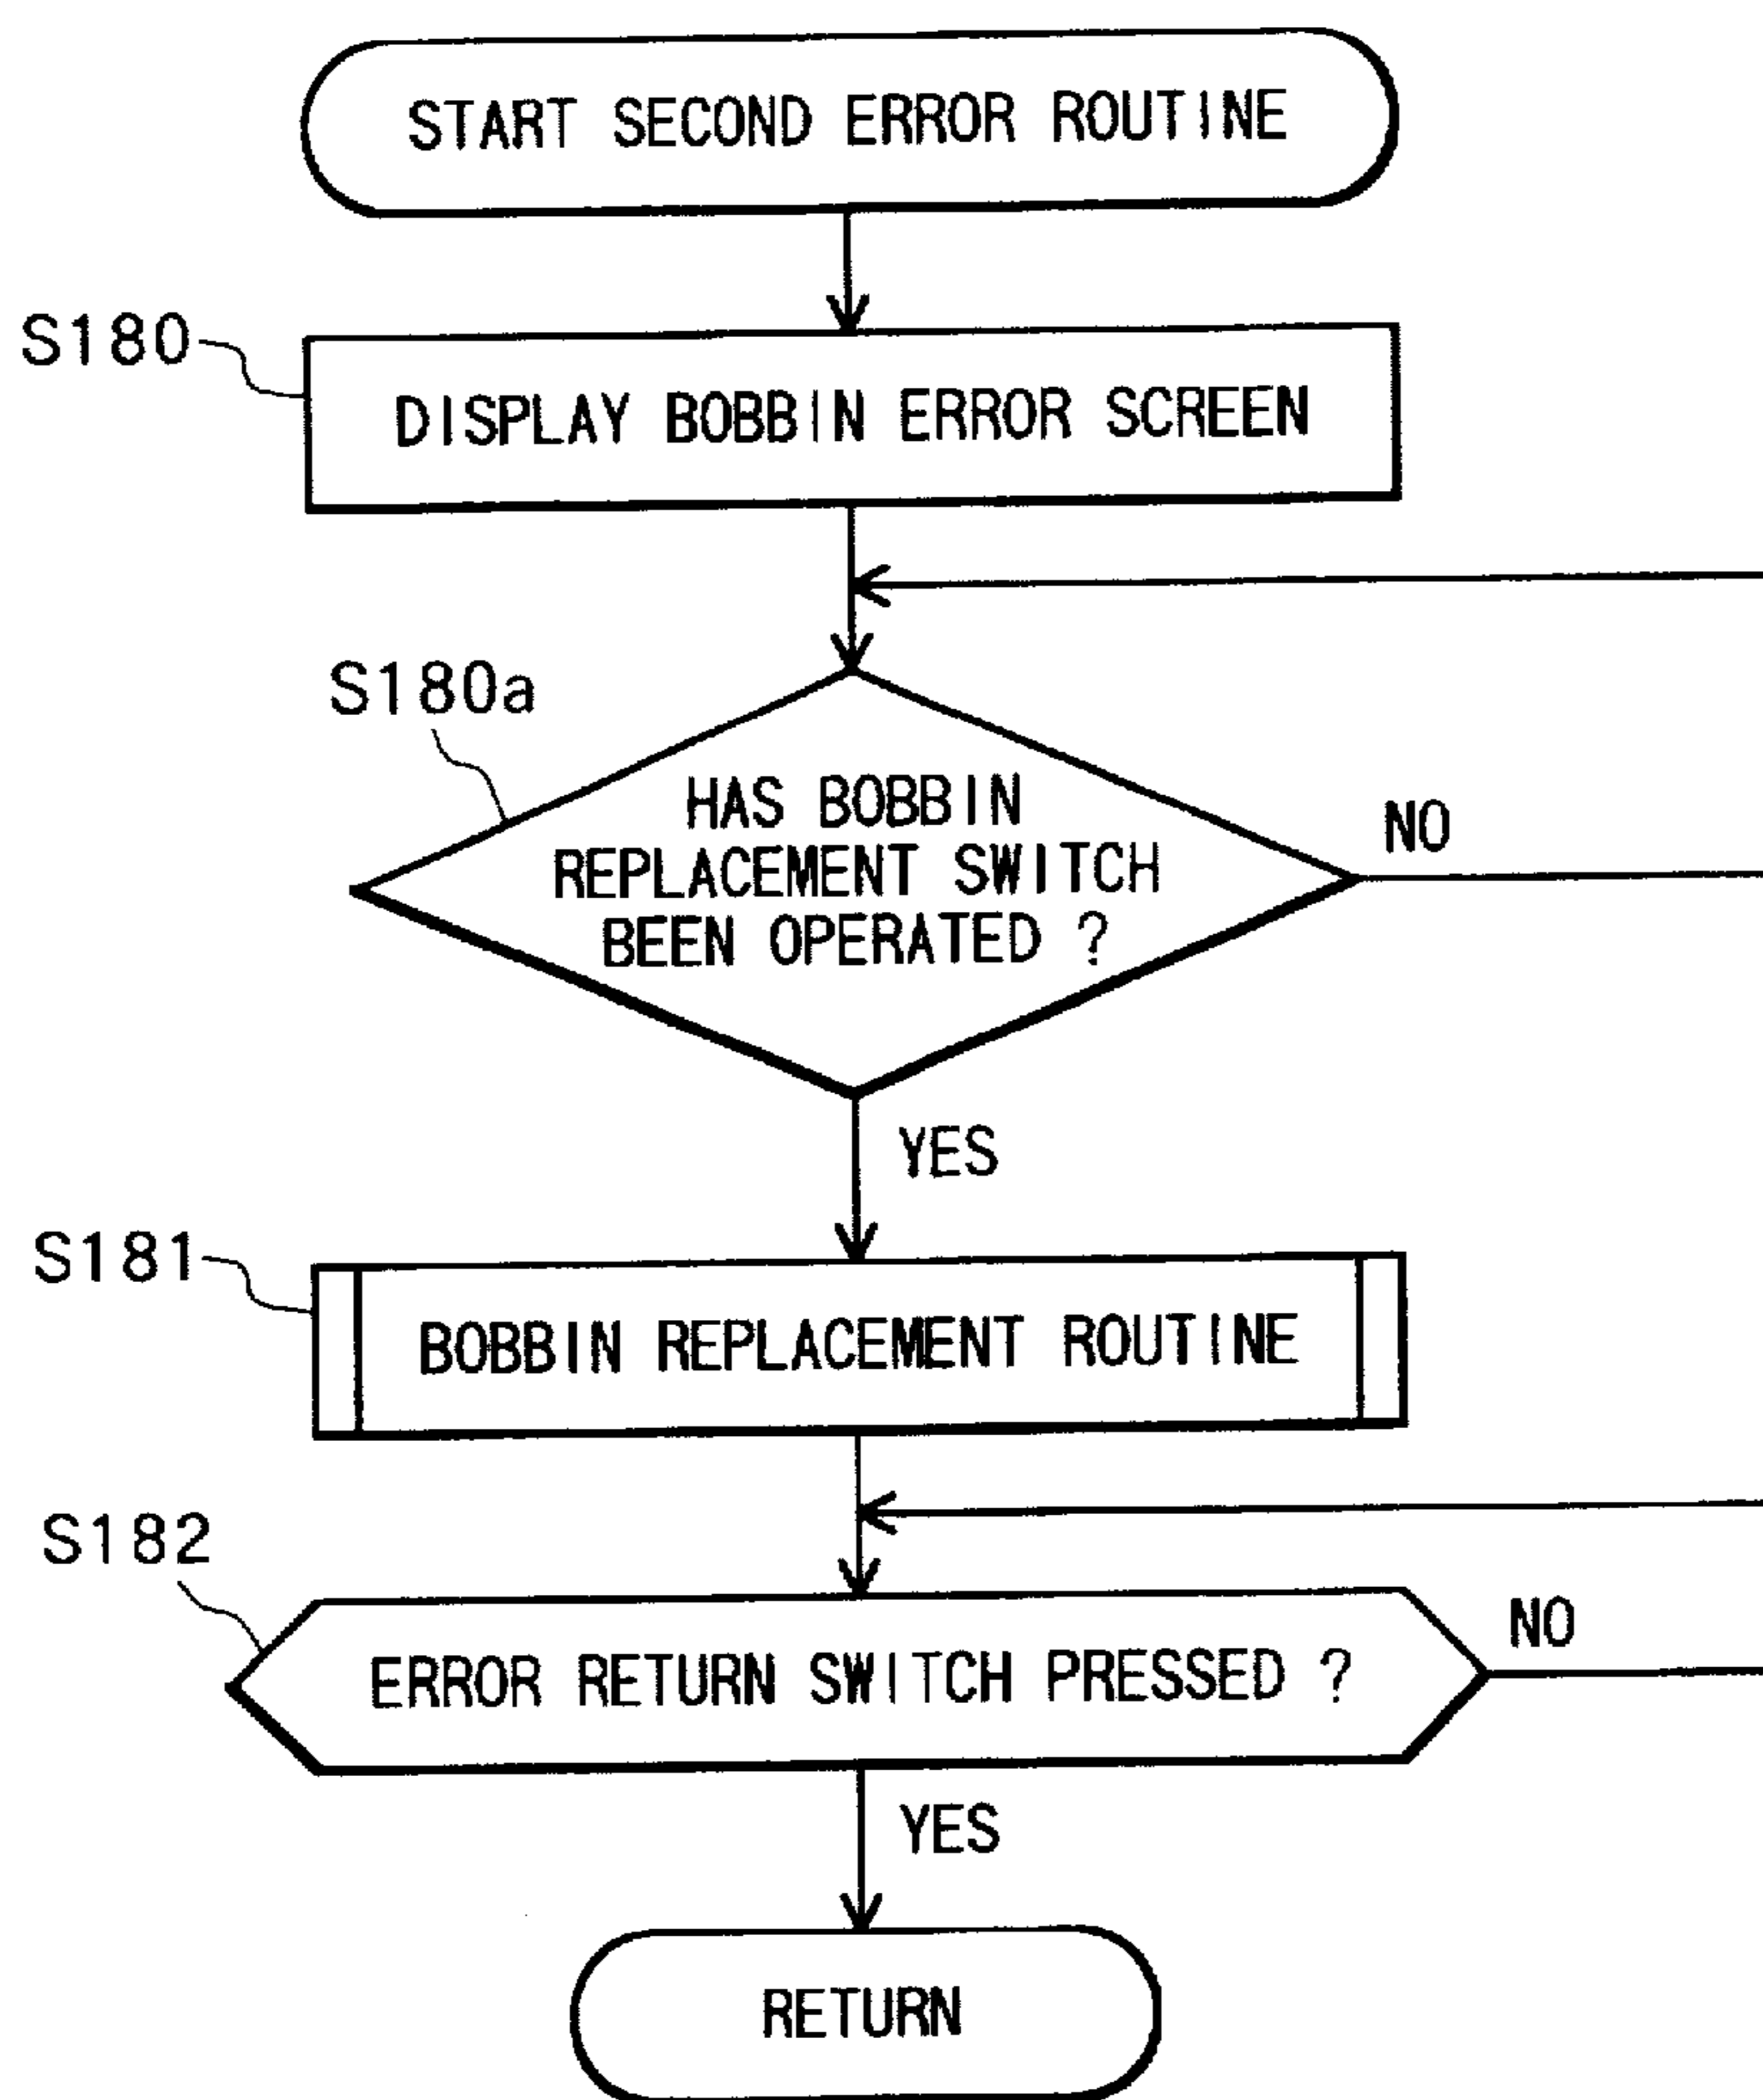 START SECOND ERROR ROUTINE
S180
DISPLAY BOBBIN ERROR SCREEN
S180a
HAS BOBBIN
REPLACEMENT SWITCH
BEEN OPERATED ?
NO
YES
S181
BOBBIN REPLACEMENT ROUTINE
S182
ERROR RETURN SWITCH PRESSED ?
NO
YES
RETURN